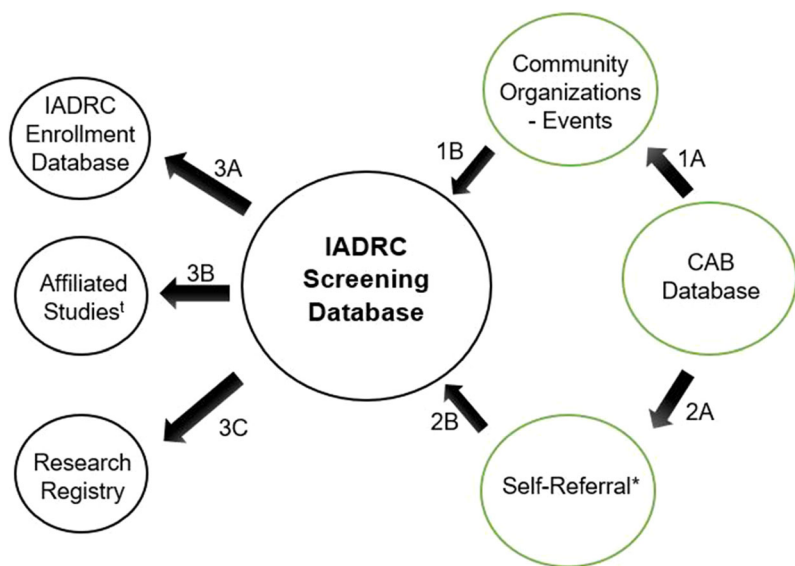 IADRC
Enrollment
Database
Affiliated
Studiesᵗ
Research
Registry
3A
3B
3C
IADRC
Screening
Database
1B
2B
Community
Organizations
- Events
Self-Referral*
1A
2A
CAB
Database